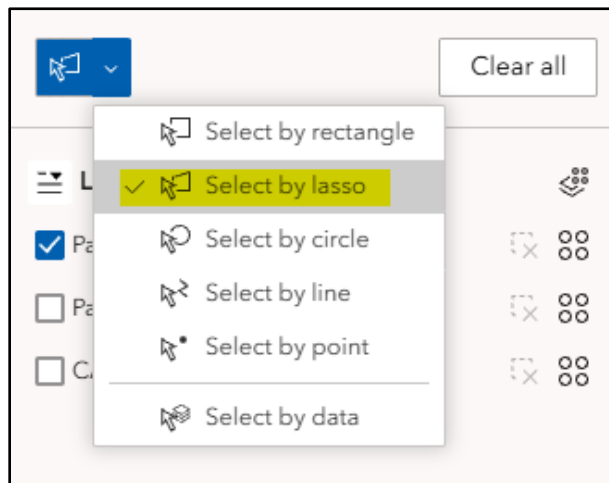 Clear all
Select by rectangle
Select by lasso
Select by circle
Select by line
Select by point
Select by data